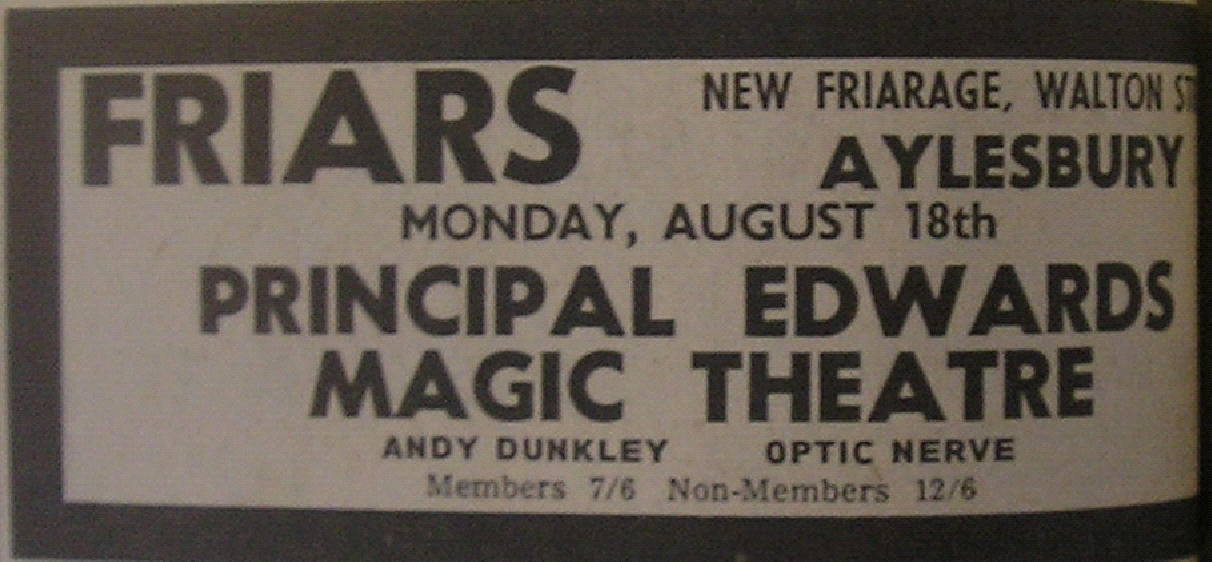 FRIARS
NEW FRIARAGE, WALTON
AYLESBURY
MONDAY, AUGUST 18th
PRINCIPAL EDWARDS
MAGIC THEATRE
ANDY DUNKLEY OPTIC NERVE
Members 7/6 Non-Members 12/6